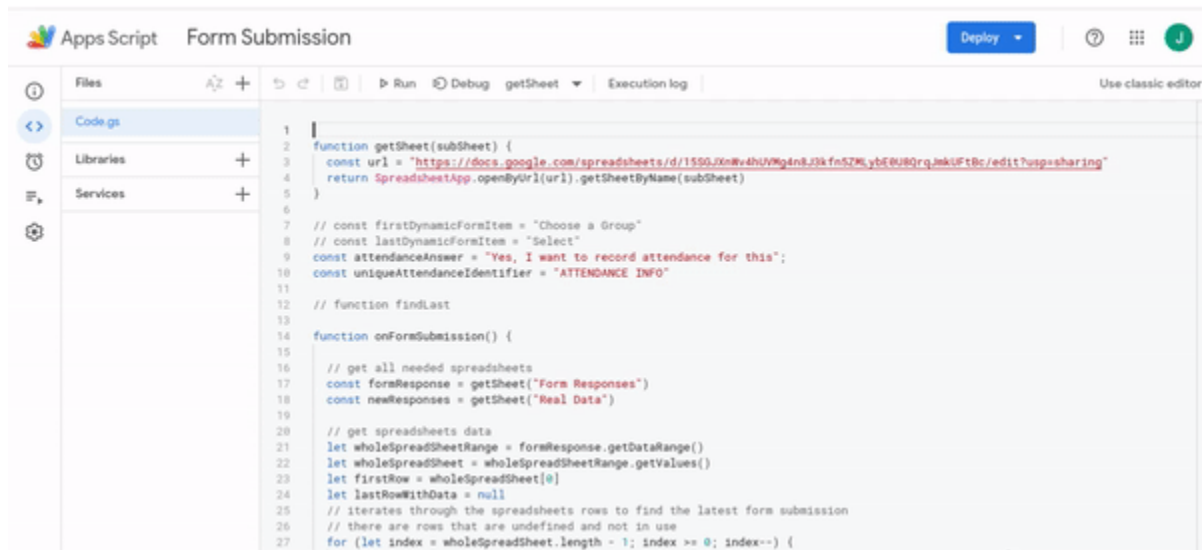 Apps Script Form Submission Deploy J
Files AZ Run Debug getSheet Execution log Use classic editor
Code.gs
Libraries
Services
1
2 function getSheet(subSheet) {
3 const url = "https://docs.google.com/spreadsheets/d/15SGJXnWv4hUVMg4n8J3kfn5ZMLybE0U8QrqJmkUFtBc/edit?usp=sharing"
4 return SpreadsheetApp.openByUrl(url).getSheetByName(subSheet)
5 }
6
7 // const firstDynamicFormItem = "Choose a Group"
8 // const lastDynamicFormItem = "Select"
9 const attendanceAnswer = "Yes, I want to record attendance for this";
10 const uniqueAttendanceIdentifier = "ATTENDANCE INFO"
11
12 // function findLast
13
14 function onFormSubmission() {
15
16 // get all needed spreadsheets
17 const formResponse = getSheet("Form Responses")
18 const newResponses = getSheet("Real Data")
19
20 // get spreadsheets data
21 let wholeSpreadSheetRange = formResponse.getDataRange()
22 let wholeSpreadSheet = wholeSpreadSheetRange.getValues()
23 let firstRow = wholeSpreadSheet[0]
24 let lastRowWithData = null
25 // iterates through the spreadsheets rows to find the latest form submission
26 // there are rows that are undefined and not in use
27 for (let index = wholeSpreadSheet.length - 1; index >= 0; index--) {